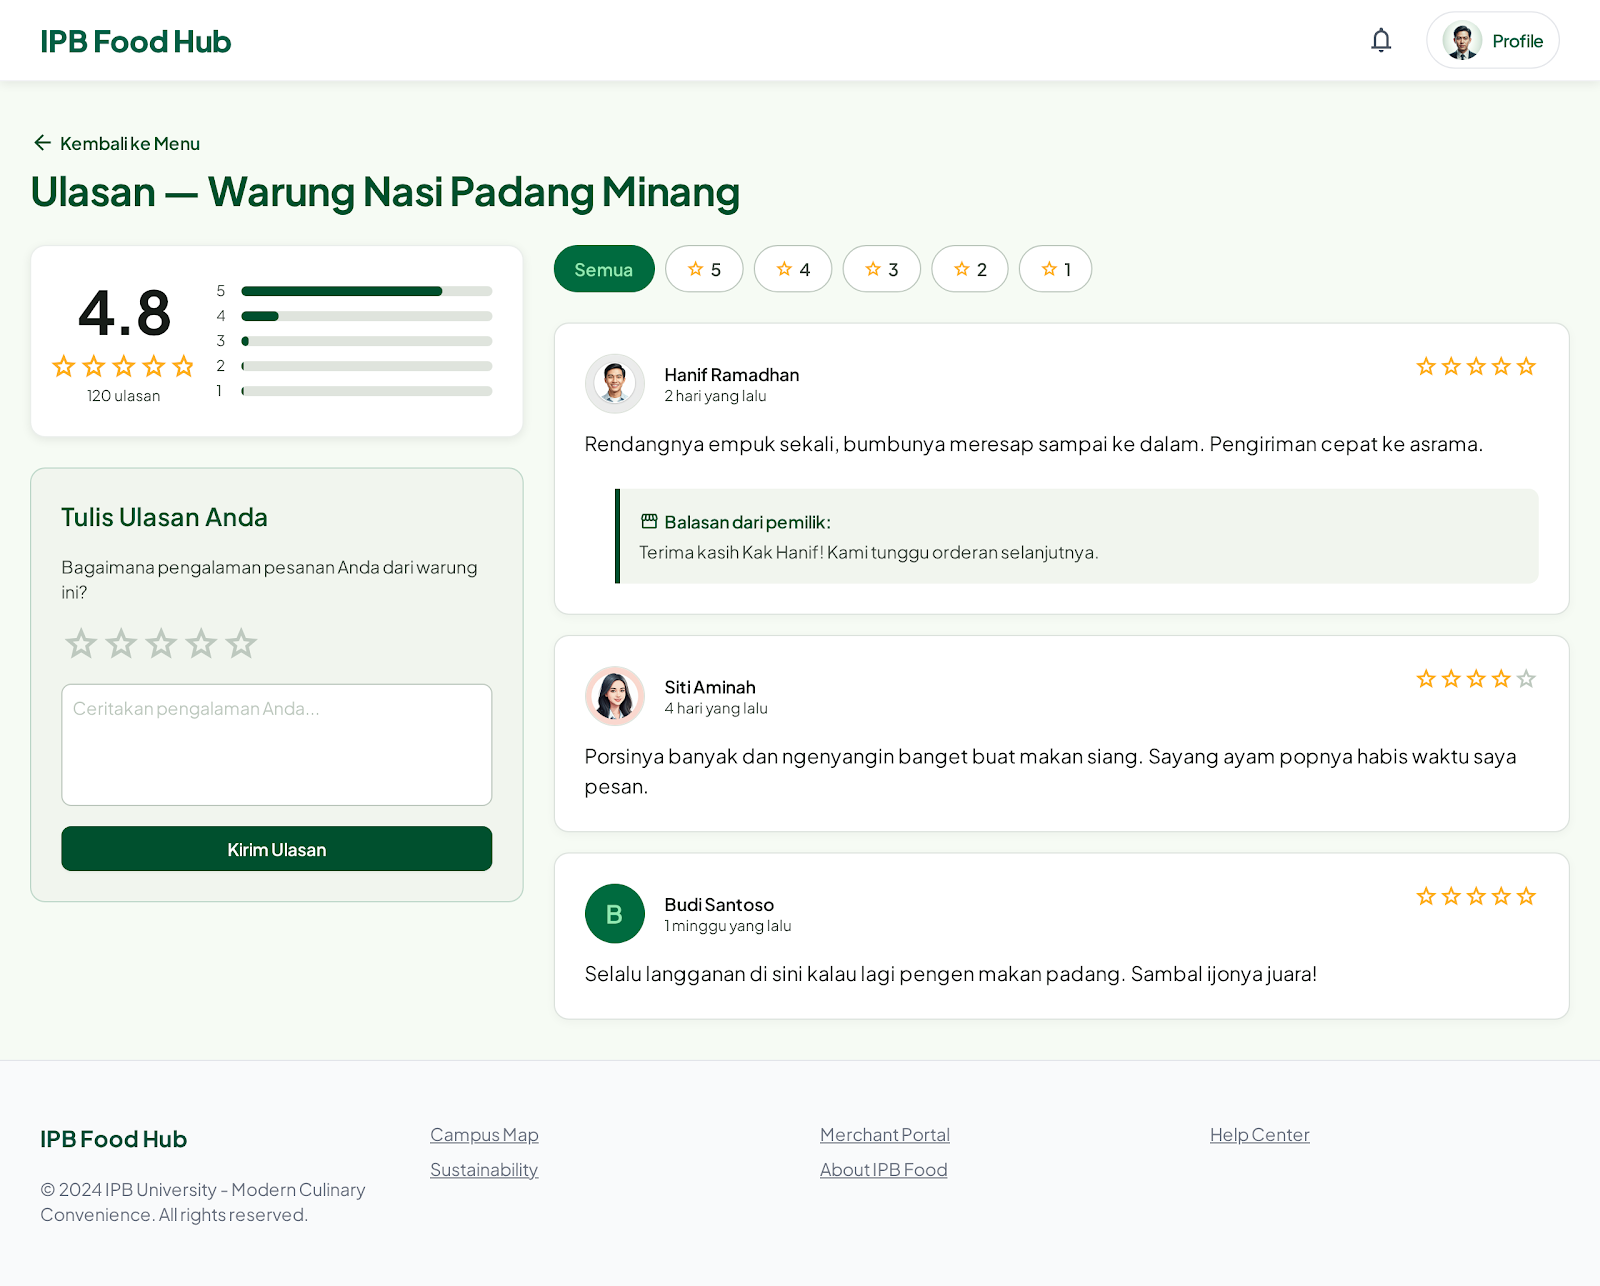 IPB Food Hub
Profile
Kembali ke Menu
Ulasan — Warung Nasi Padang Minang
4.8
120 ulasan
5
4
3
2
1
Tulis Ulasan Anda
Bagaimana pengalaman pesanan Anda dari warung
ini?
Ceritakan pengalaman Anda...
Kirim Ulasan
Semua
5
4
3
2
1
Hanif Ramadhan
2 hari yang lalu
Rendangnya empuk sekali, bumbunya meresap sampai ke dalam. Pengiriman cepat ke asrama.
Balasan dari pemilik:
Terima kasih Kak Hanif! Kami tunggu orderan selanjutnya.
Siti Aminah
4 hari yang lalu
Porsinya banyak dan ngenyangin banget buat makan siang. Sayang ayam popnya habis waktu saya
pesan.
B
Budi Santoso
1 minggu yang lalu
Selalu langganan di sini kalau lagi pengen makan padang. Sambal ijonya juara!
IPB Food Hub
© 2024 IPB University - Modern Culinary
Convenience. All rights reserved.
Campus Map
Sustainability
Merchant Portal
About IPB Food
Help Center